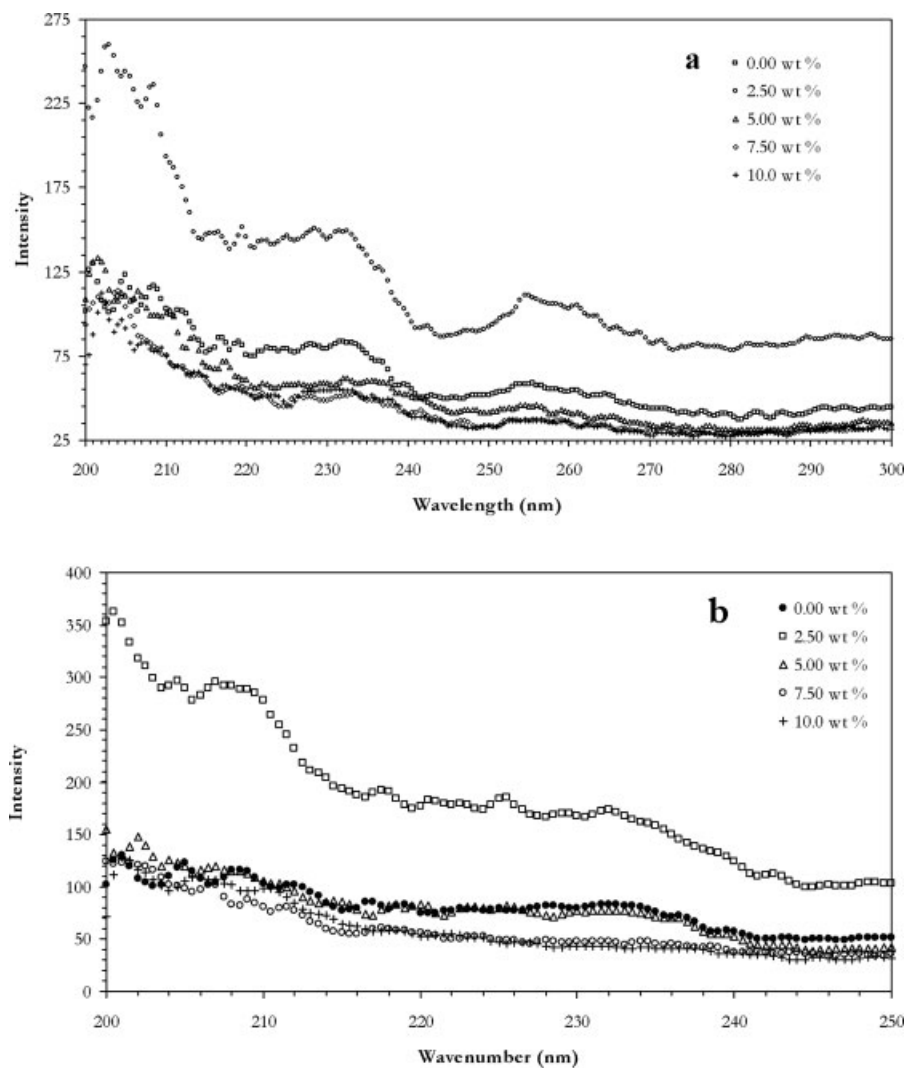 275
225
175
125
75
25
Intensity
a
0.00 wt %
2.50 wt %
5.00 wt %
7.50 wt %
10.0 wt %
200 210 220 230 240 250 260 270 280 290 300
Wavelength (nm)
400
350
300
250
200
150
100
50
0
Intensity
b
0.00 wt %
2.50 wt %
5.00 wt %
7.50 wt %
10.0 wt %
200 210 220 230 240 250
Wavenumber (nm)